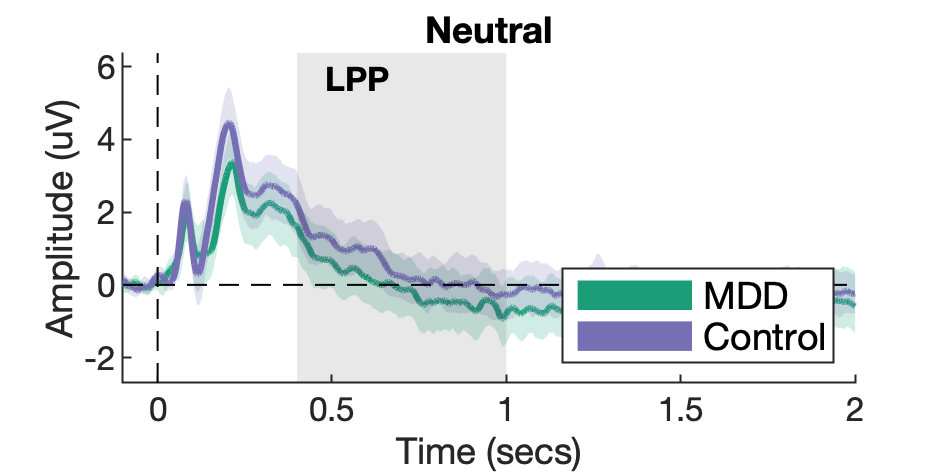 Neutral
LPP
6
4
2
0
-2
Amplitude (uV)
MDD
Control
0 0.5 1 1.5 2
Time (secs)